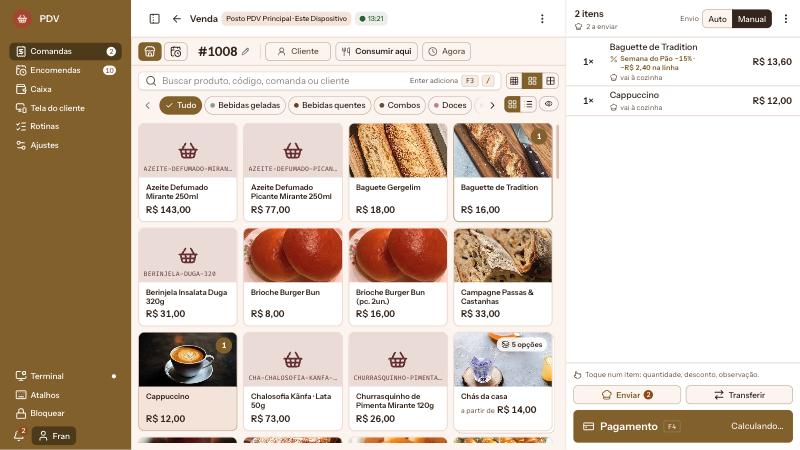 PDV
Comandas 2
Encomendas 10
Caixa
Tela do cliente
Rotinas
Ajustes
Terminal
Atalhos
Bloquear
2 Fran
Venda Posto PDV Principal · Este Dispositivo 13:21
#1008 Cliente Consumir aqui Agora
Buscar produto, código, comanda ou cliente Enter adiciona F3 /
Tudo Bebidas geladas Bebidas quentes Combos Doces
AZEITE-DEFUMADO-MIRAN…
Azeite Defumado
Mirante 250ml
R$ 143,00
AZEITE-DEFUMADO-PICAN…
Azeite Defumado
Picante Mirante 250ml
R$ 77,00
Baguete Gergelim
R$ 18,00
1
Baguette de Tradition
R$ 16,00
BERINJELA-DUGA-320
Berinjela Insalata Duga
320g
R$ 31,00
Brioche Burger Bun
R$ 8,00
Brioche Burger Bun
(pc. 2un.)
R$ 16,00
Campagne Passas &
Castanhas
R$ 33,00
1
Cappuccino
R$ 12,00
CHA-CHALOSOFIA-KANFA-…
Chalosofia Kãnfa · Lata
50g
R$ 73,00
CHURRASQUINHO-PIMENTA…
Churrasquinho de
Pimenta Mirante 120g
R$ 26,00
5 opções
Chás da casa
a partir de R$ 14,00
2 itens
2 a enviar
Envio Auto Manual
1× Baguette de Tradition R$ 13,60
Semana do Pão −15% ·
−R$ 2,40 na linha
vai à cozinha
1× Cappuccino R$ 12,00
vai à cozinha
Toque num item: quantidade, desconto, observação.
Enviar 2 Transferir
Pagamento F4 Calculando…